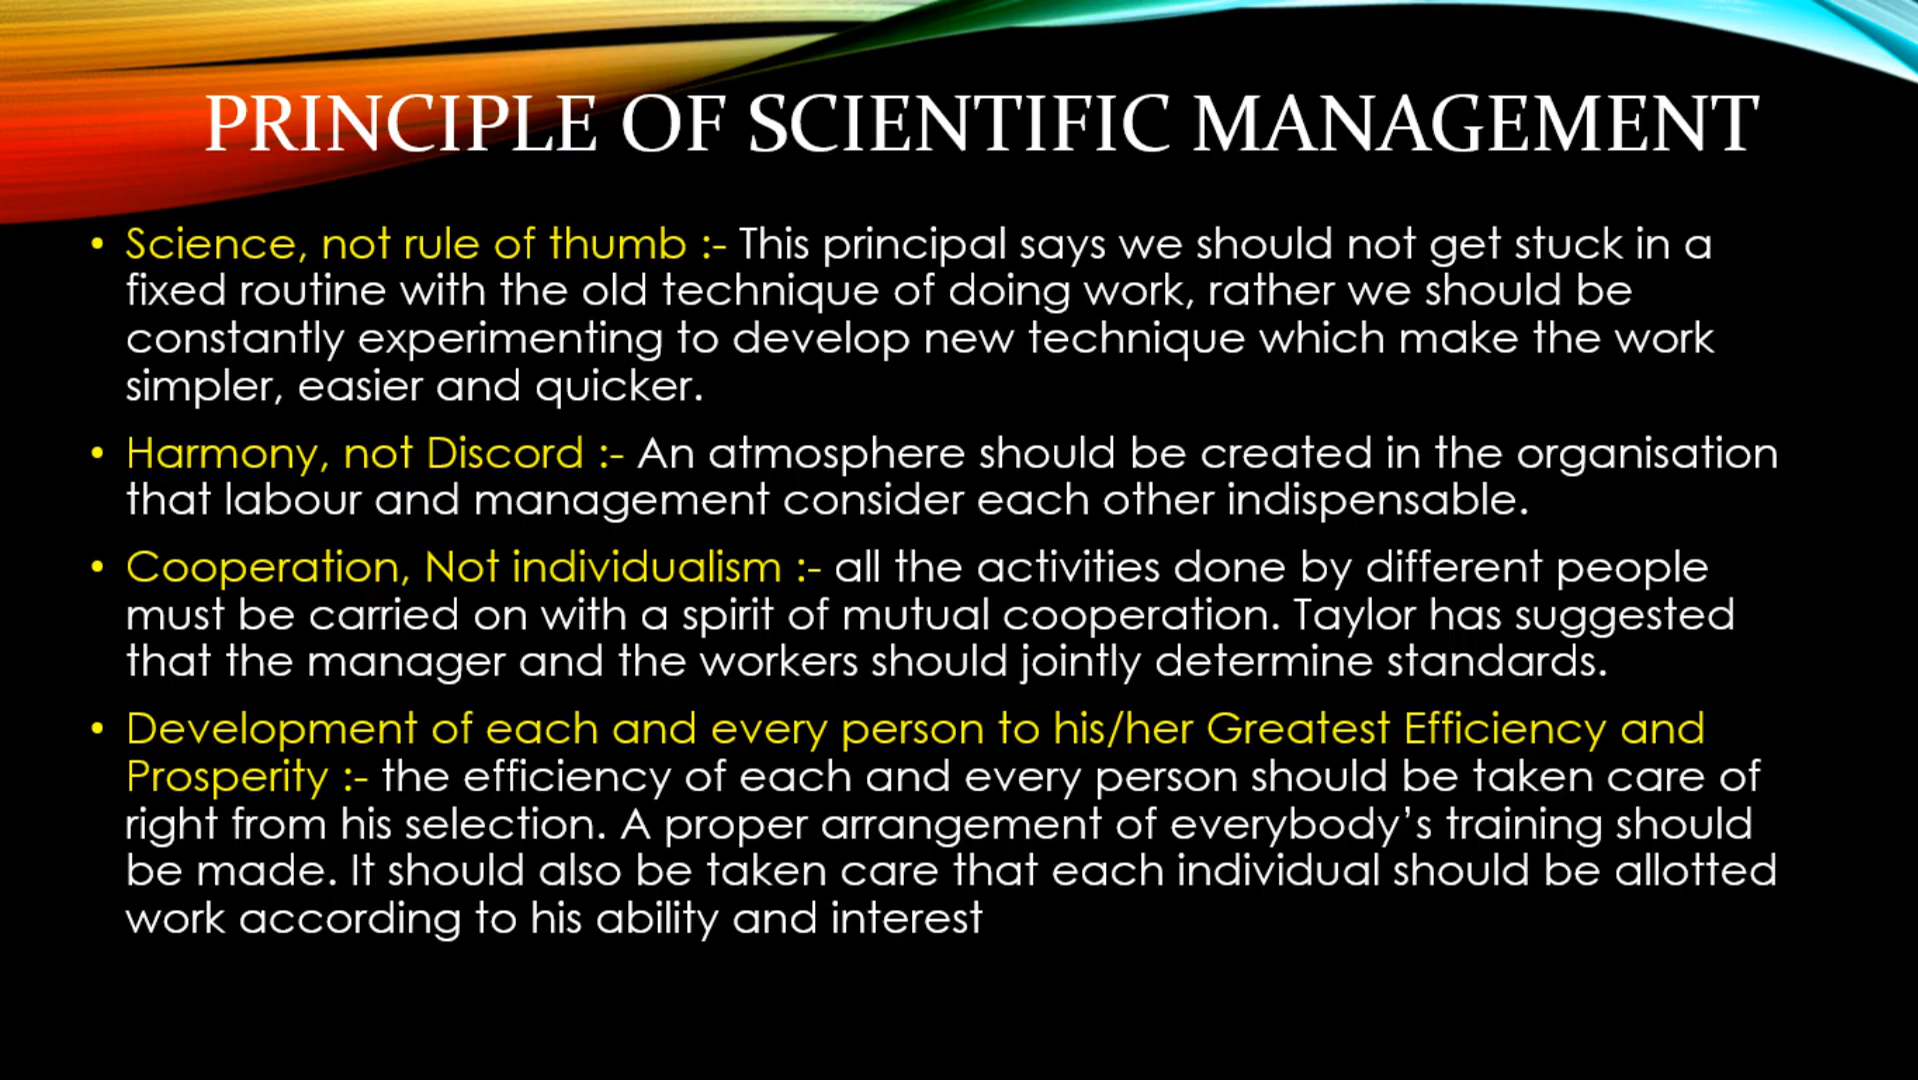 PRINCIPLE OF SCIENTIFIC MANAGEMENT
• Science, not rule of thumb :- This principal says we should not get stuck in a
fixed routine with the old technique of doing work, rather we should be
constantly experimenting to develop new technique which make the work
simpler, easier and quicker.
• Harmony, not Discord :- An atmosphere should be created in the organisation
that labour and management consider each other indispensable.
• Cooperation, Not individualism :- all the activities done by different people
must be carried on with a spirit of mutual cooperation. Taylor has suggested
that the manager and the workers should jointly determine standards.
• Development of each and every person to his/her Greatest Efficiency and
Prosperity :- the efficiency of each and every person should be taken care of
right from his selection. A proper arrangement of everybody’s training should
be made. It should also be taken care that each individual should be allotted
work according to his ability and interest